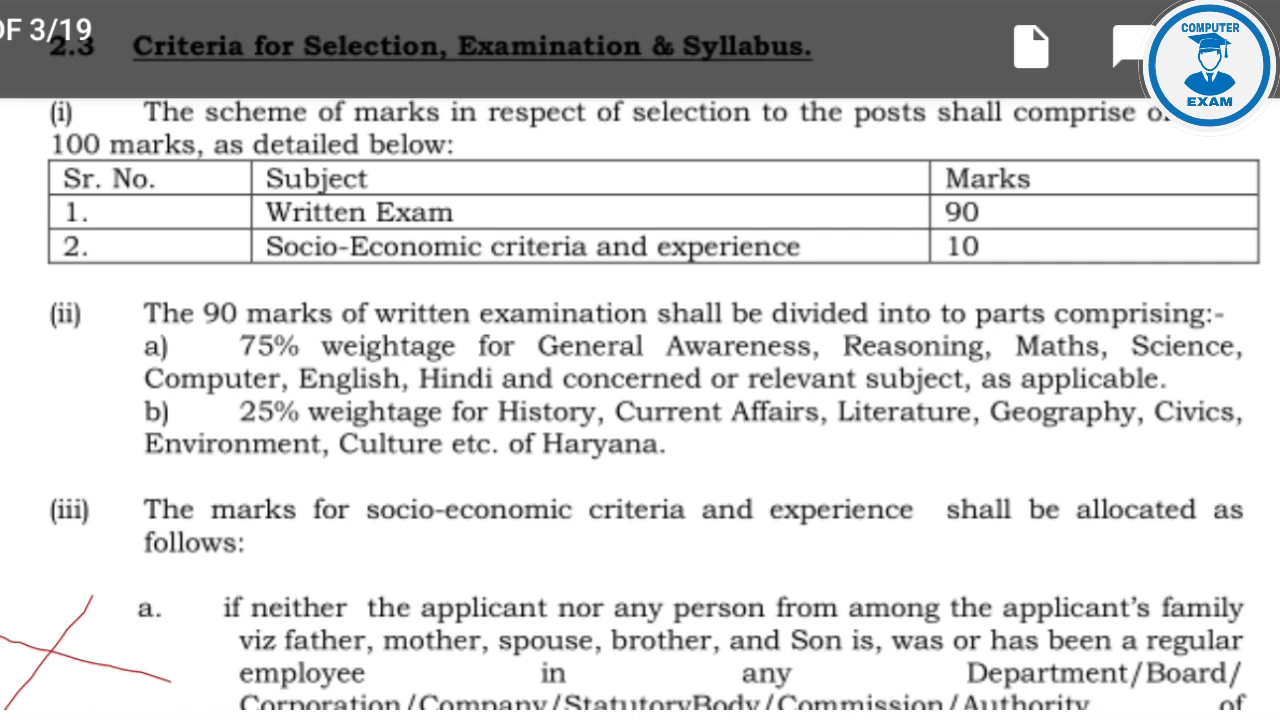 DF 3/19
2.3 Criteria for Selection, Examination & Syllabus.
COMPUTER
EXAM
(i) The scheme of marks in respect of selection to the posts shall comprise
100 marks, as detailed below:
Sr. No. Subject Marks
1. Written Exam 90
2. Socio-Economic criteria and experience 10
(ii) The 90 marks of written examination shall be divided into to parts comprising:-
a) 75% weightage for General Awareness, Reasoning, Maths, Science,
Computer, English, Hindi and concerned or relevant subject, as applicable.
b) 25% weightage for History, Current Affairs, Literature, Geography, Civics,
Environment, Culture etc. of Haryana.
(iii) The marks for socio-economic criteria and experience shall be allocated as
follows:
a. if neither the applicant nor any person from among the applicant's family
viz father, mother, spouse, brother, and Son is, was or has been a regular
employee in any Department/Board/
Corporation/Company/StatutoryBody/Commission/Authority of